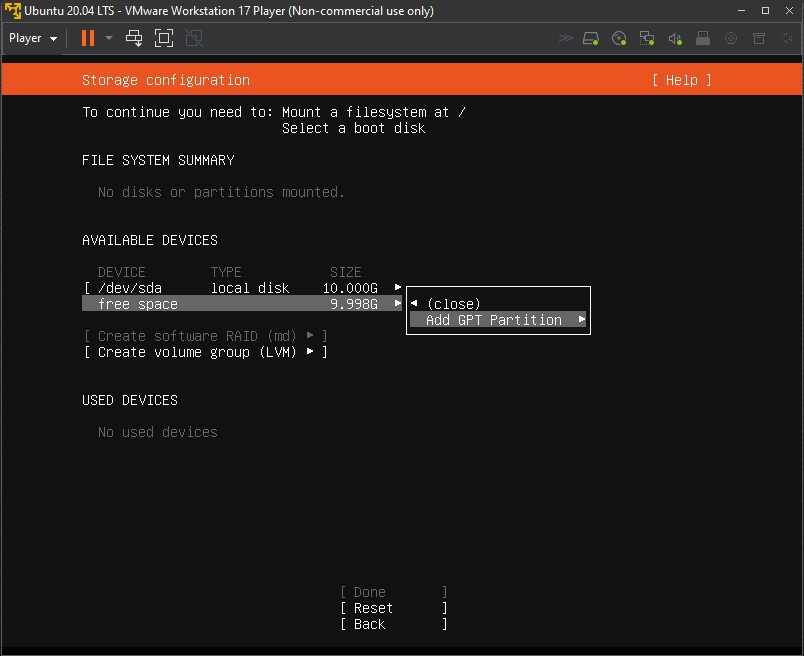 Ubuntu 20.04 LTS - VMware Workstation 17 Player (Non-commercial use only)
Player
Storage configuration [ Help ]
To continue you need to: Mount a filesystem at /
Select a boot disk
FILE SYSTEM SUMMARY
No disks or partitions mounted.
AVAILABLE DEVICES
DEVICE TYPE SIZE
[ /dev/sda local disk 10.000G ▶
free space 9.998G ▶ ◀ (close)
Add GPT Partition ▶
[ Create software RAID (md) ▶ ]
[ Create volume group (LVM) ▶ ]
USED DEVICES
No used devices
[ Done ]
[ Reset ]
[ Back ]